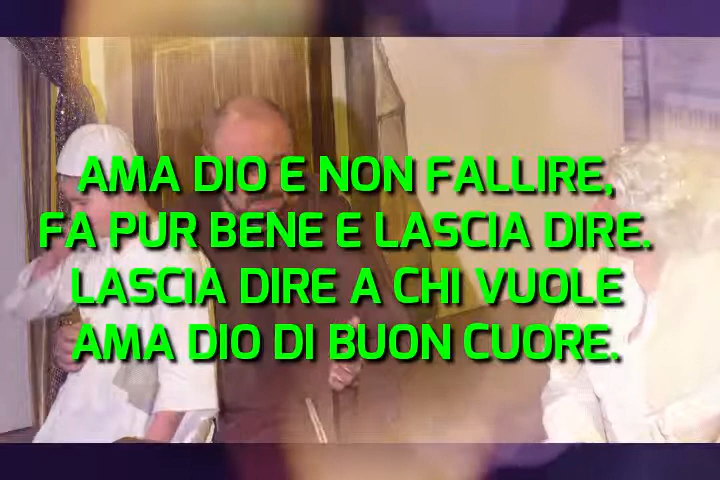 AMA DIO E NON FALLIRE,
FA PUR BENE E LASCIA DIRE.
LASCIA DIRE A CHI VUOLE
AMA DIO DI BUON CUORE.